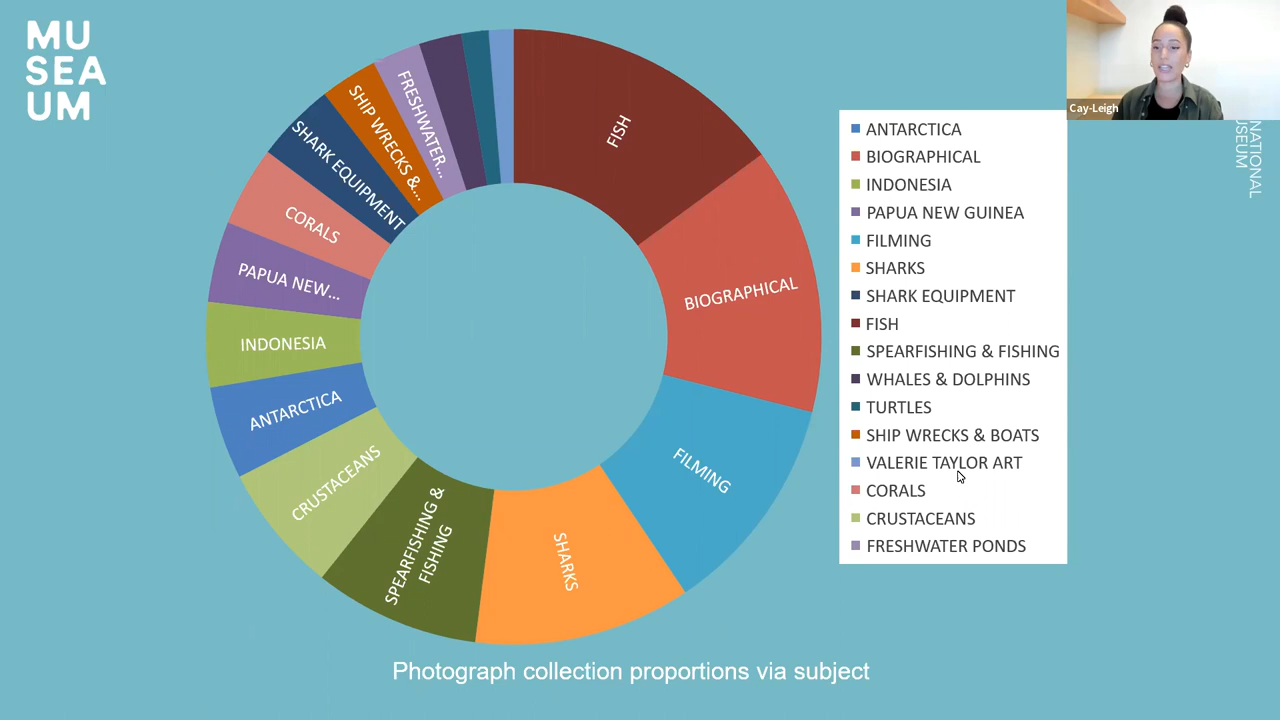 MU
SEA
UM
FISH
BIOGRAPHICAL
FILMING
SHARKS
SPEARFISHING &
FISHING
CRUSTACEANS
ANTARCTICA
INDONESIA
PAPUA NEW...
CORALS
SHARK EQUIPMENT
SHIP WRECKS &...
FRESHWATER...
ANTARCTICA
BIOGRAPHICAL
INDONESIA
PAPUA NEW GUINEA
FILMING
SHARKS
SHARK EQUIPMENT
FISH
SPEARFISHING & FISHING
WHALES & DOLPHINS
TURTLES
SHIP WRECKS & BOATS
VALERIE TAYLOR ART
CORALS
CRUSTACEANS
FRESHWATER PONDS
Cay-Leigh
NATIONAL
Photograph collection proportions via subject